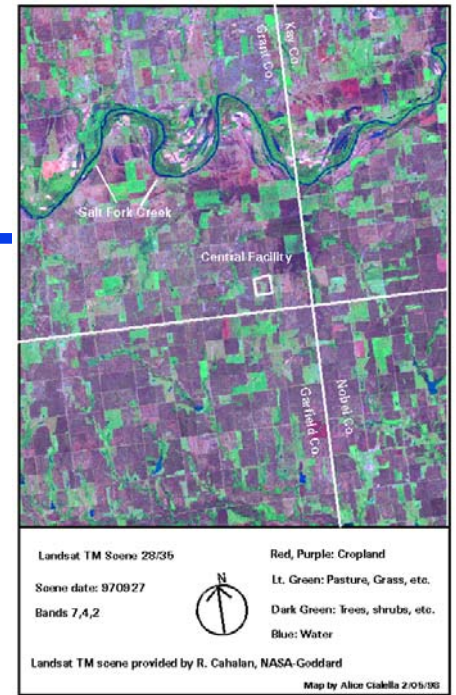 Kay Co.
Grant Co.
Salt Fork Creek
Central Facility
Nobel Co.
Garfield Co.
Landsat TM Scene 28/35
Scene date: 970927
Bands 7,4,2
N
Red, Purple: Cropland
Lt. Green: Pasture, Grass, etc.
Dark Green: Trees, shrubs, etc.
Blue: Water
Landsat TM scene provided by R. Cahalan, NASA-Goddard
Map by Alice Cialella 2/05/98